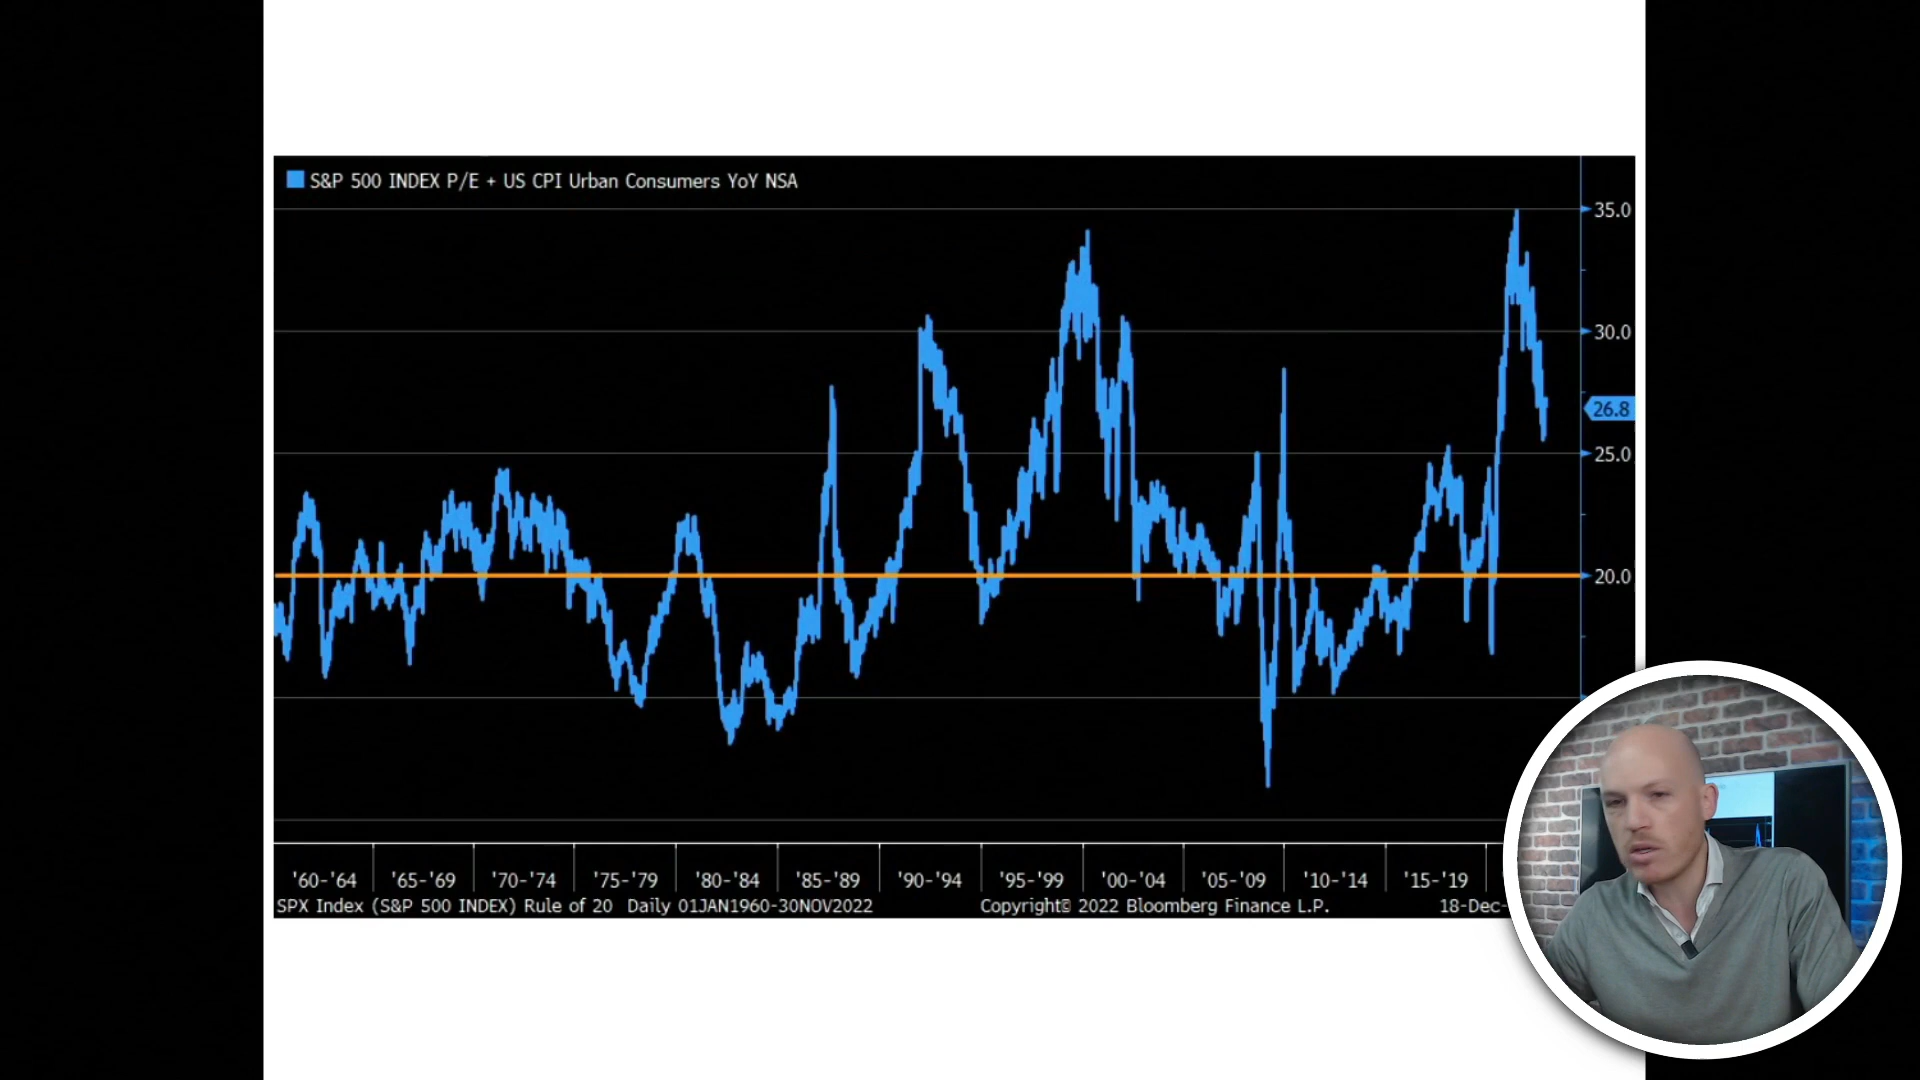 S&P 500 INDEX P/E + US CPI Urban Consumers YoY NSA
35.0
30.0
26.8
25.0
20.0
'60-'64 '65-'69 '70-'74 '75-'79 '80-'84 '85-'89 '90-'94 '95-'99 '00-'04 '05-'09 '10-'14 '15-'19
SPX Index (S&P 500 INDEX) Rule of 20 Daily 01JAN1960-30NOV2022 Copyright© 2022 Bloomberg Finance L.P. 18-Dec-